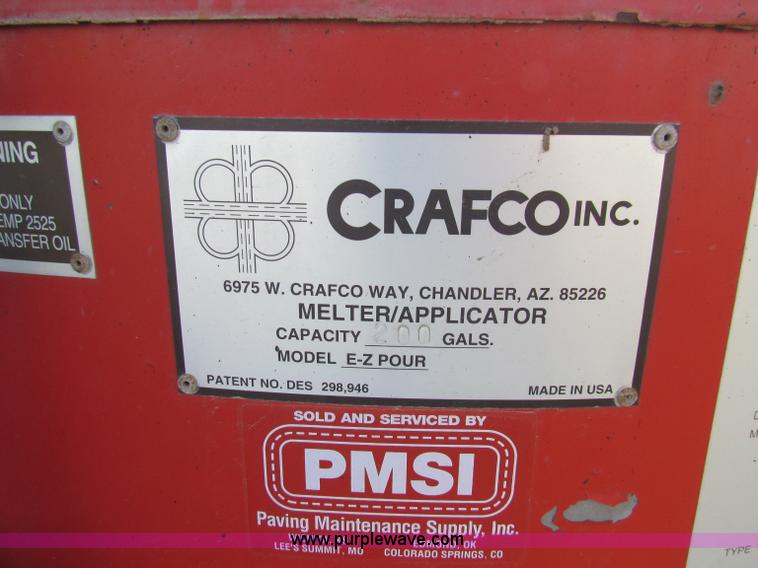 NING
ONLY
EMP 2525
ANSFER OIL
CRAFCO INC.
6975 W. CRAFCO WAY, CHANDLER, AZ. 85226
MELTER/APPLICATOR
CAPACITY 200 GALS.
MODEL E-Z POUR
PATENT NO. DES 298,946
MADE IN USA
SOLD AND SERVICED BY
PMSI
Paving Maintenance Supply, Inc.
www.purplewave.com
OK
LEE'S SUMMIT, MO COLORADO SPRINGS, CO
TYPE